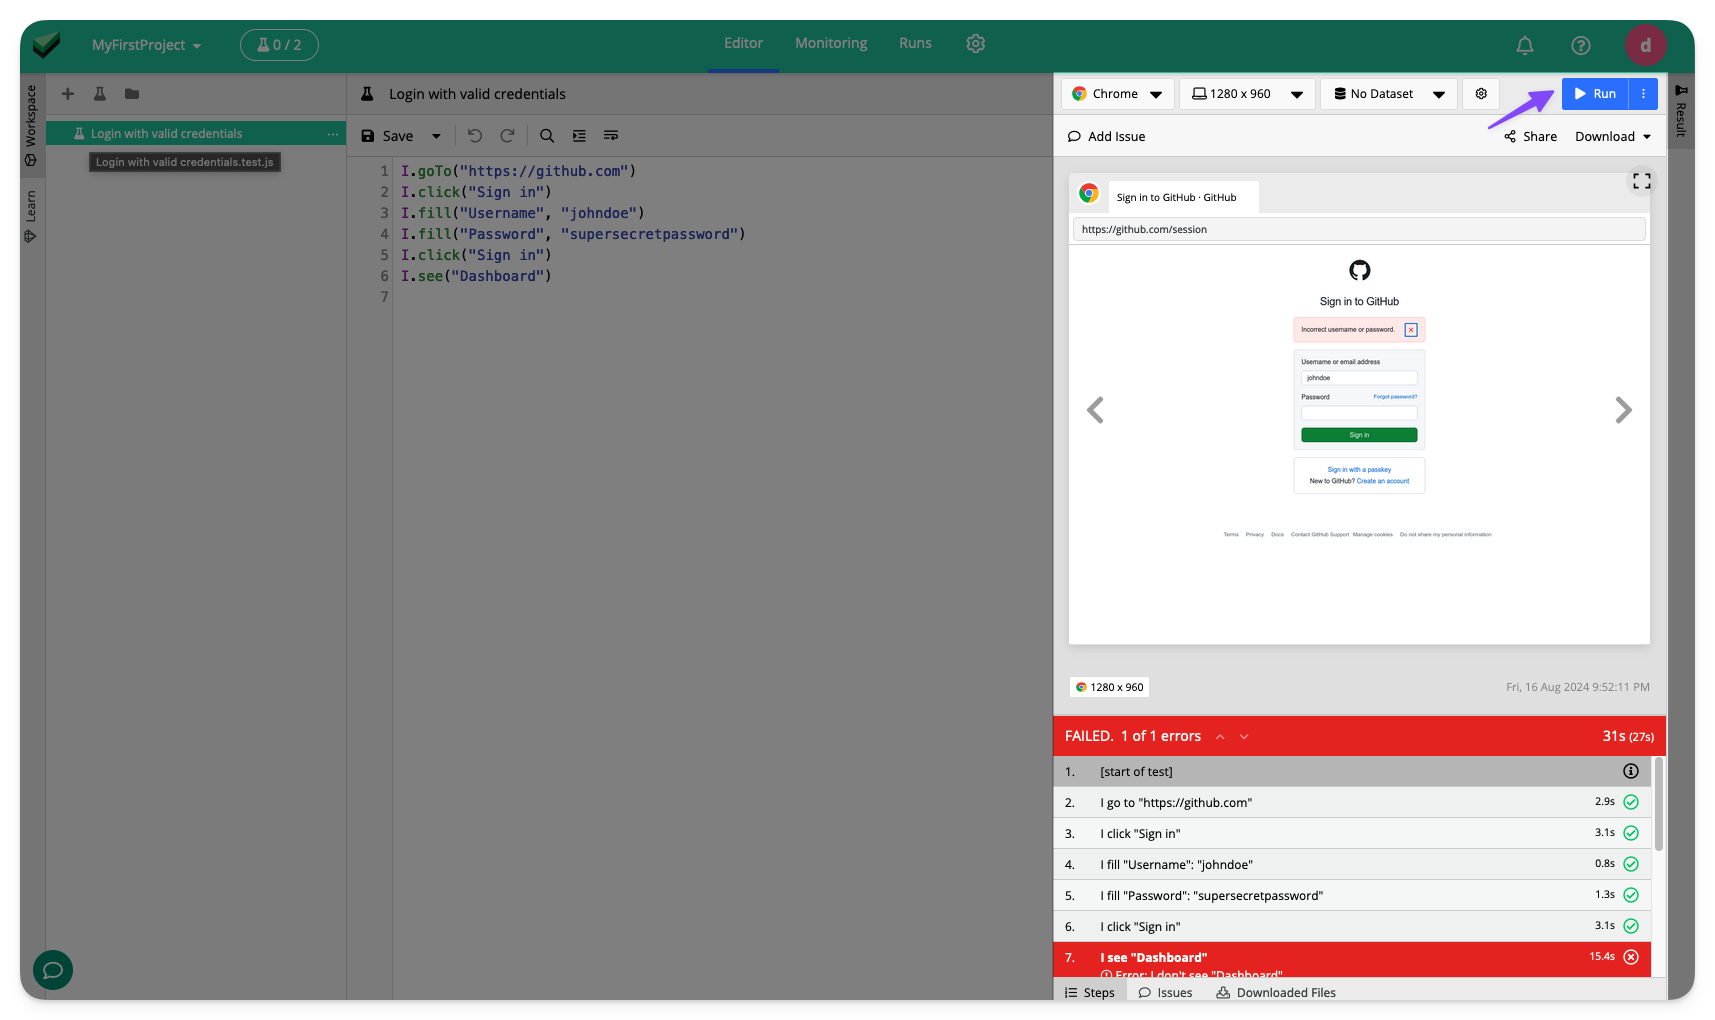 MyFirstProject
0 / 2
Editor
Monitoring
Runs
d
Workspace
Learn
Login with valid credentials
...
Login with valid credentials.test.js
Login with valid credentials
Save
1 I.goTo("https://github.com")
2 I.click("Sign in")
3 I.fill("Username", "johndoe")
4 I.fill("Password", "supersecretpassword")
5 I.click("Sign in")
6 I.see("Dashboard")
7
Chrome
1280 x 960
No Dataset
Run
Result
Add Issue
Share
Download
Sign in to GitHub · GitHub
https://github.com/session
Sign in to GitHub
Incorrect username or password.
Username or email address
johndoe
Password
Forgot password?
Sign in
Sign in with a passkey
New to GitHub? Create an account
Terms Privacy Docs Contact GitHub Support Manage cookies Do not share my personal information
1280 x 960
Fri, 16 Aug 2024 9:52:11 PM
FAILED. 1 of 1 errors
31s (27s)
1. [start of test]
2. I go to "https://github.com" 2.9s
3. I click "Sign in" 3.1s
4. I fill "Username": "johndoe" 0.8s
5. I fill "Password": "supersecretpassword" 1.3s
6. I click "Sign in" 3.1s
7. I see "Dashboard" 15.4s
Error: I don't see "Dashboard"
Steps
Issues
Downloaded Files